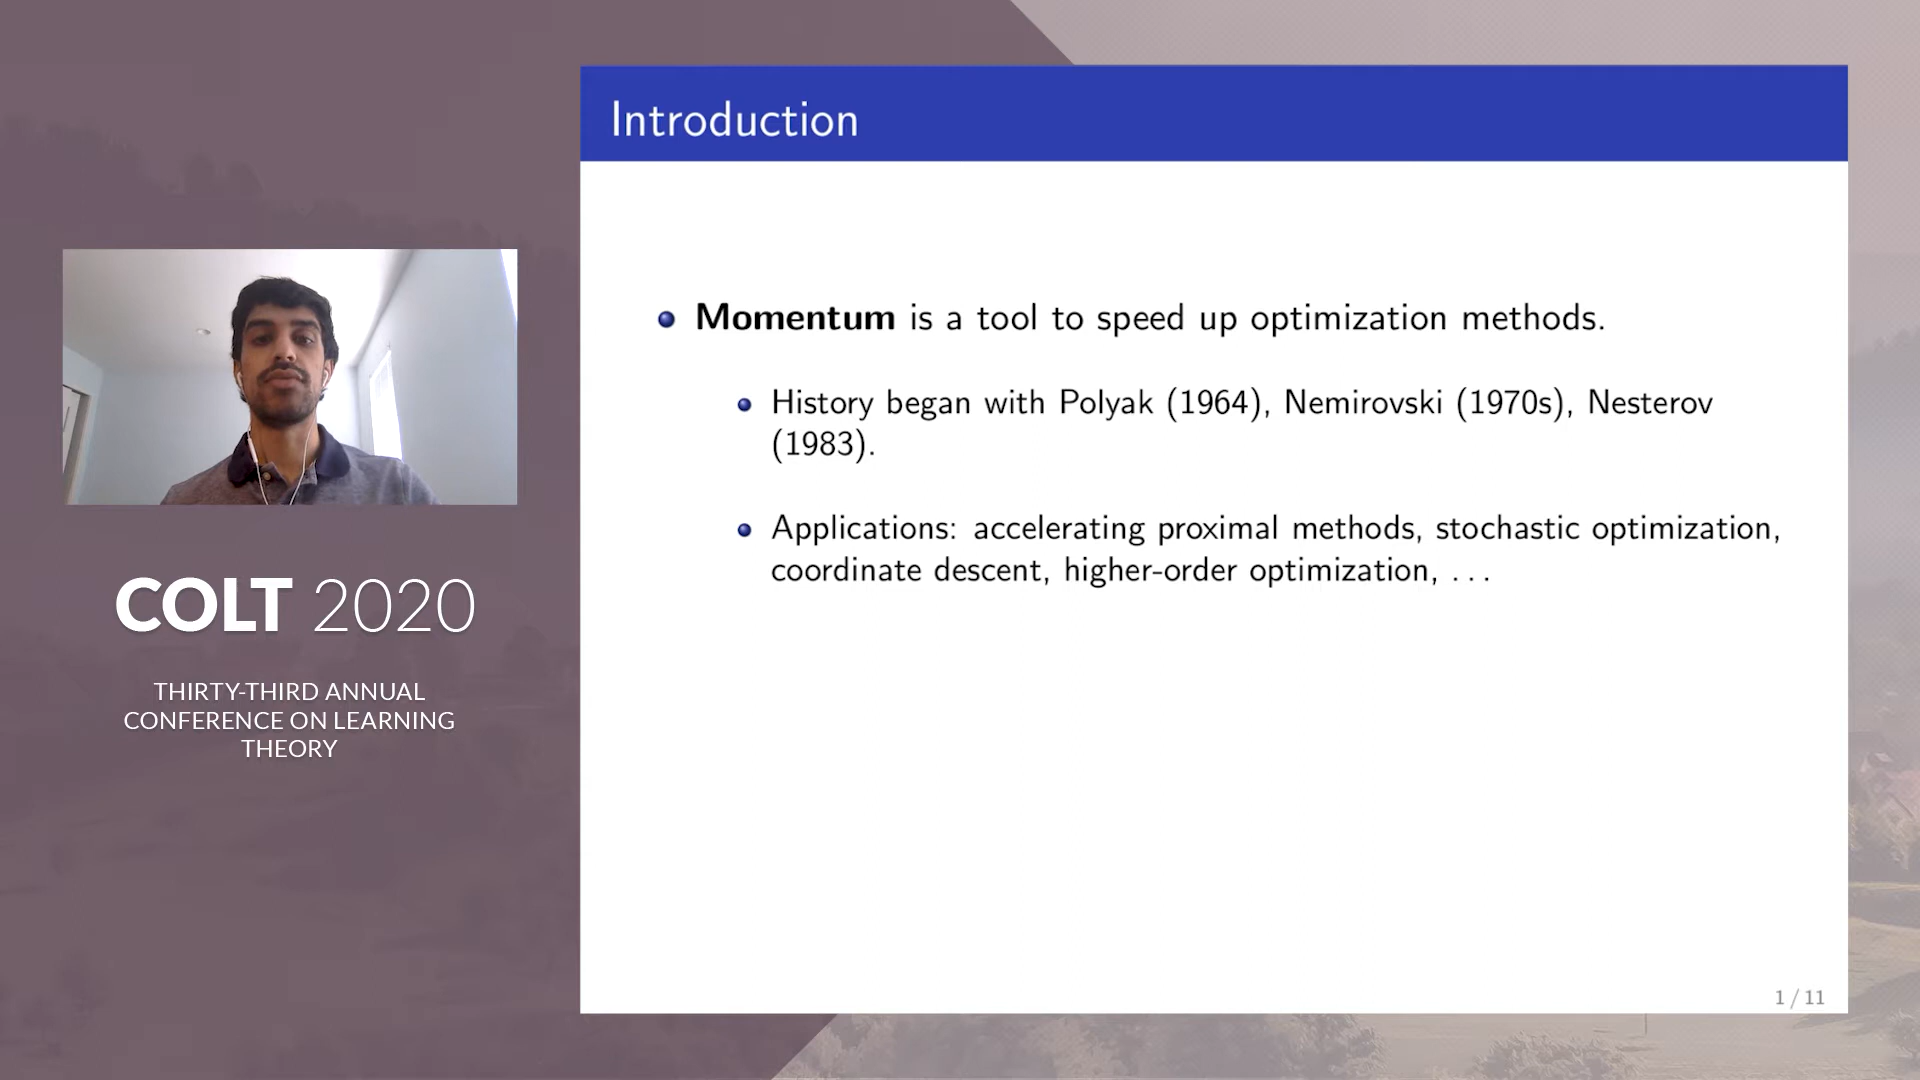 COLT 2020
THIRTY-THIRD ANNUAL
CONFERENCE ON LEARNING
THEORY
Introduction
Momentum is a tool to speed up optimization methods.
History began with Polyak (1964), Nemirovski (1970s), Nesterov
(1983).
Applications: accelerating proximal methods, stochastic optimization,
coordinate descent, higher-order optimization, . . .
1 / 11